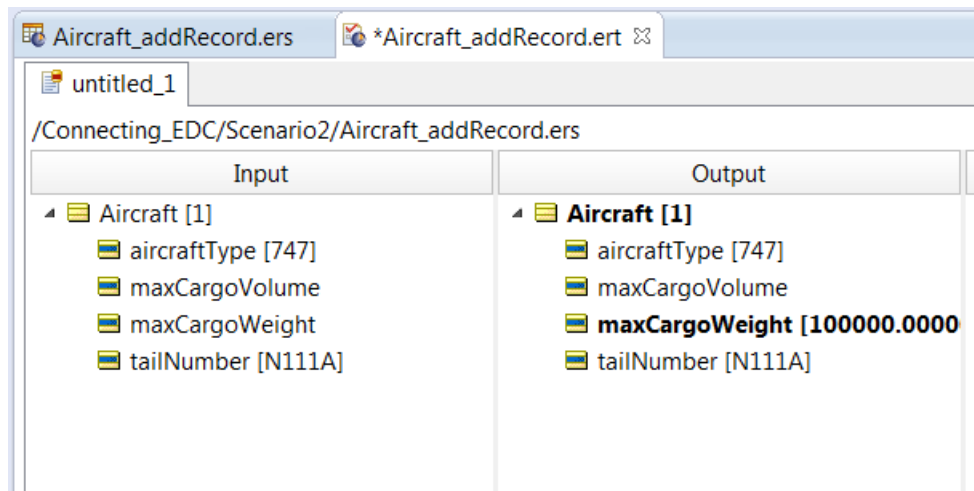 Aircraft_addRecord.ers *Aircraft_addRecord.ert
untitled_1
/Connecting_EDC/Scenario2/Aircraft_addRecord.ers
Input Output
Aircraft [1] Aircraft [1]
aircraftType [747] aircraftType [747]
maxCargoVolume maxCargoVolume
maxCargoWeight maxCargoWeight [100000.0000
tailNumber [N111A] tailNumber [N111A]